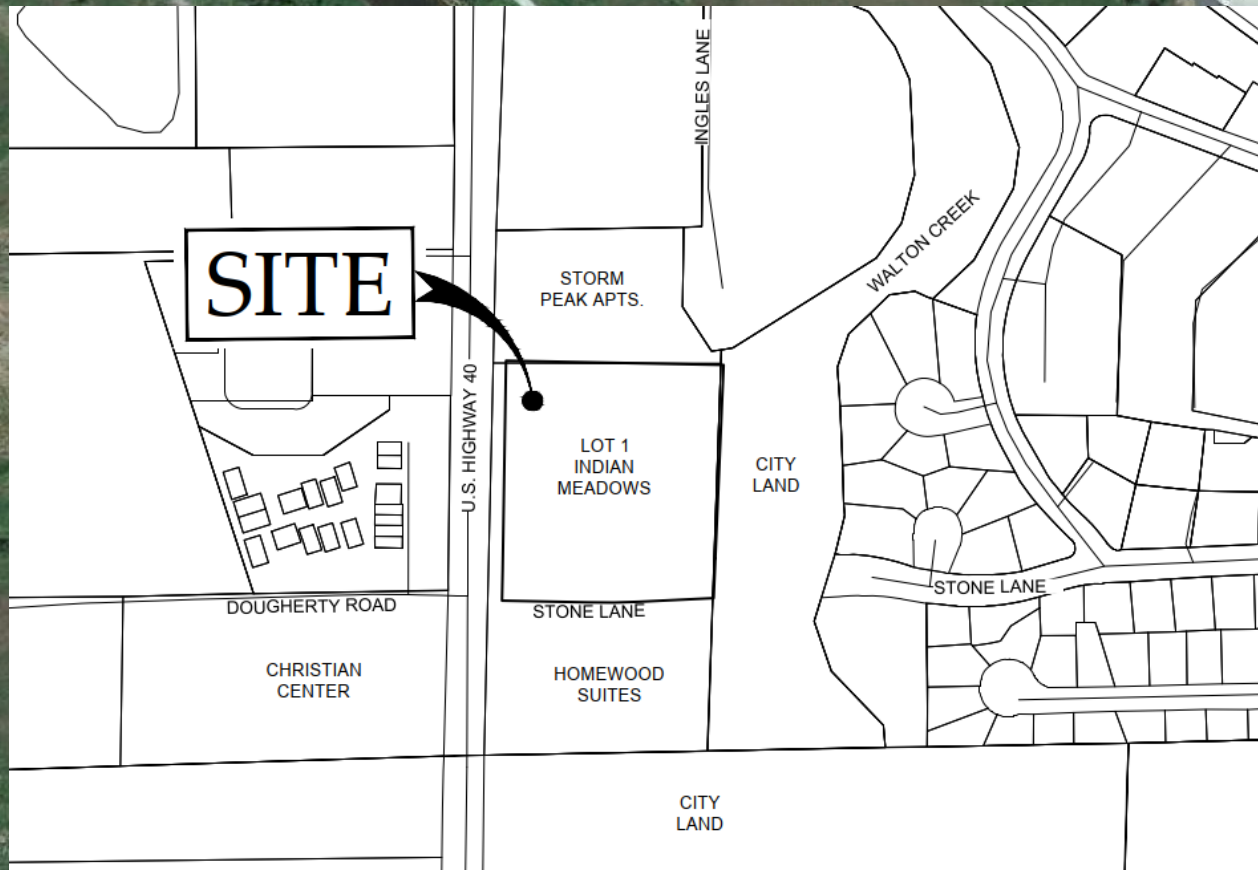 INGLES LANE
WALTON CREEK
SITE
STORM
PEAK APTS.
U.S. HIGHWAY 40
LOT 1
INDIAN
MEADOWS
CITY
LAND
STONE LANE
DOUGHERTY ROAD
STONE LANE
CHRISTIAN
CENTER
HOMEWOOD
SUITES
CITY
LAND